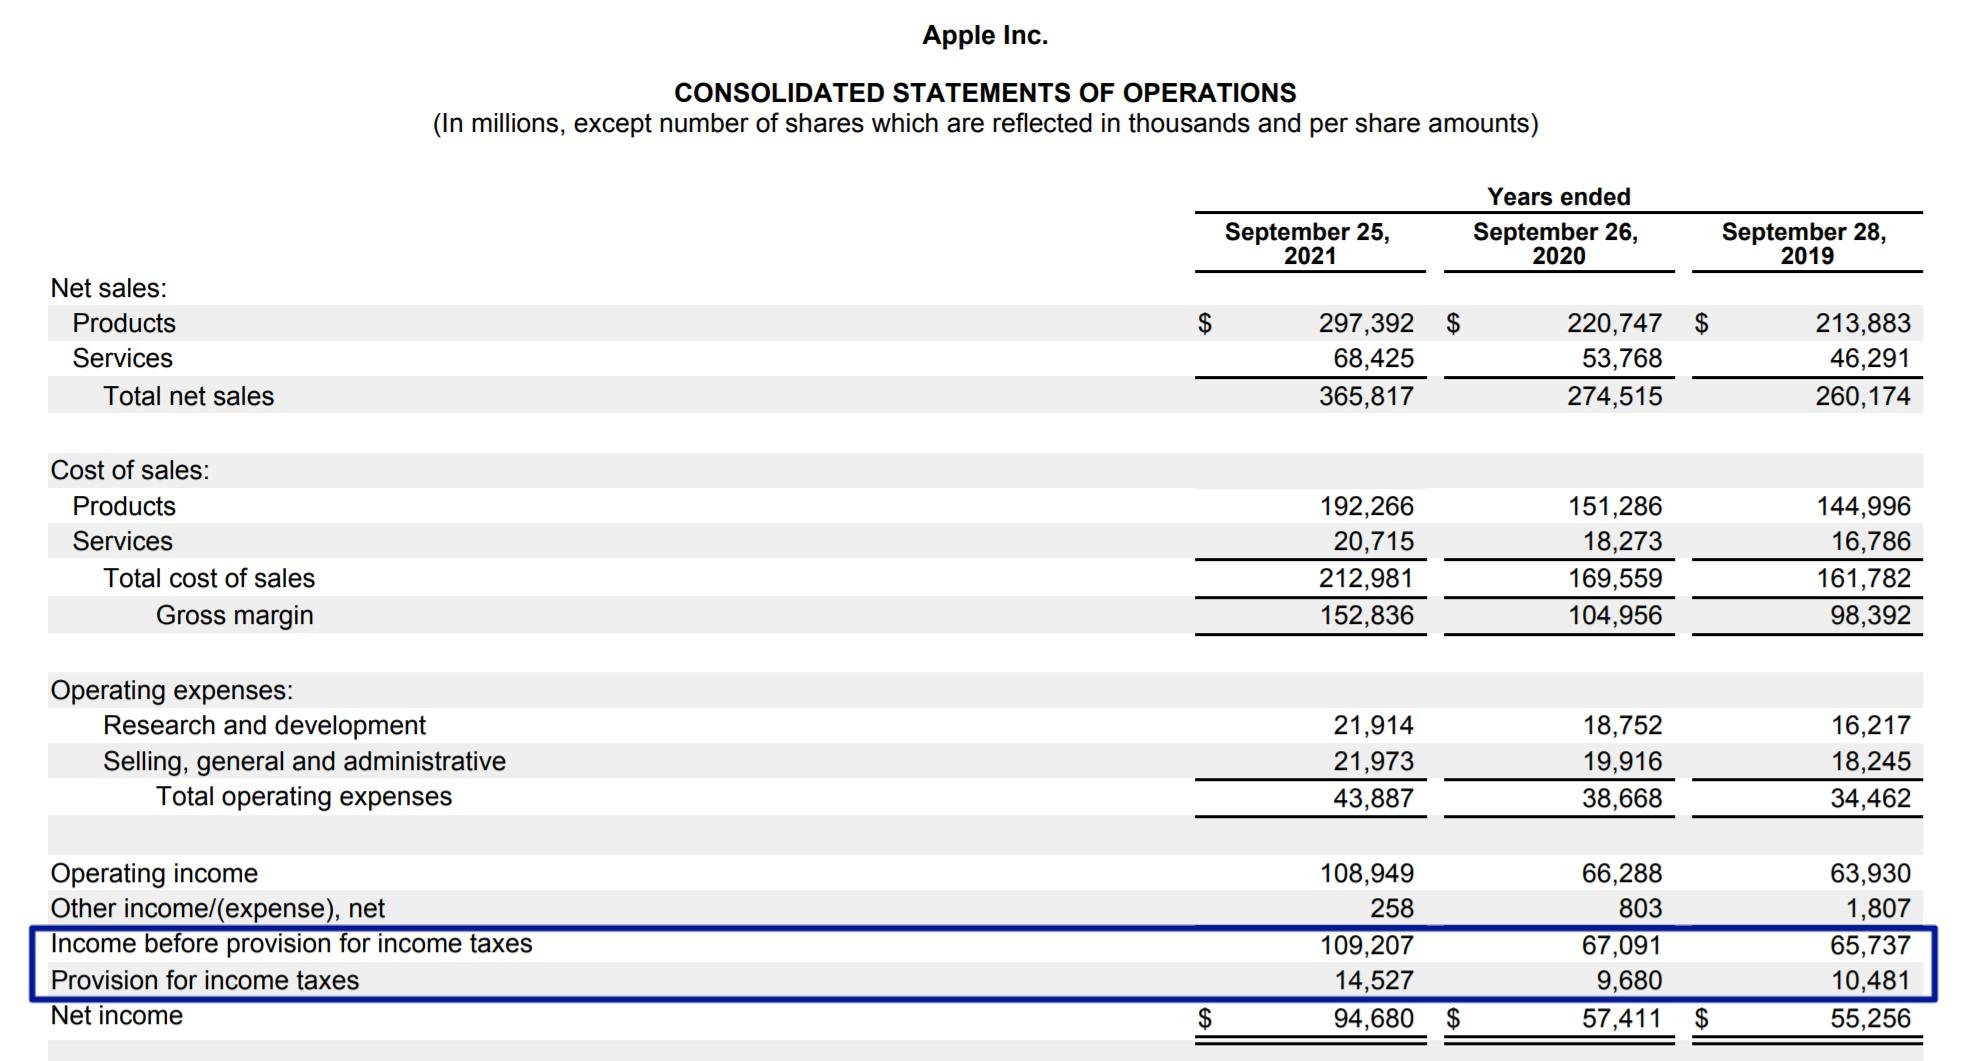 Apple Inc.
CONSOLIDATED STATEMENTS OF OPERATIONS
(In millions, except number of shares which are reflected in thousands and per share amounts)
Years ended
September 25, 2021 September 26, 2020 September 28, 2019
Net sales:
Products $ 297,392 $ 220,747 $ 213,883
Services 68,425 53,768 46,291
Total net sales 365,817 274,515 260,174
Cost of sales:
Products 192,266 151,286 144,996
Services 20,715 18,273 16,786
Total cost of sales 212,981 169,559 161,782
Gross margin 152,836 104,956 98,392
Operating expenses:
Research and development 21,914 18,752 16,217
Selling, general and administrative 21,973 19,916 18,245
Total operating expenses 43,887 38,668 34,462
Operating income 108,949 66,288 63,930
Other income/(expense), net 258 803 1,807
Income before provision for income taxes 109,207 67,091 65,737
Provision for income taxes 14,527 9,680 10,481
Net income $ 94,680 $ 57,411 $ 55,256